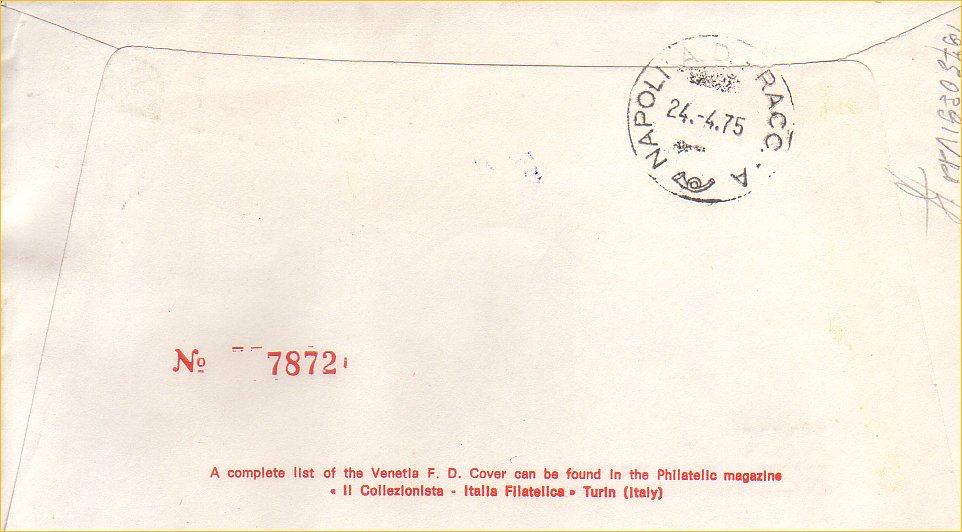 NAPOLI A.D. RACC. A
24.-4.75
No 7872
A complete list of the Venetia F. D. Cover can be found in the Philatelic magazine
« Il Collezionista - Italia Filatelica » Turin (Italy)